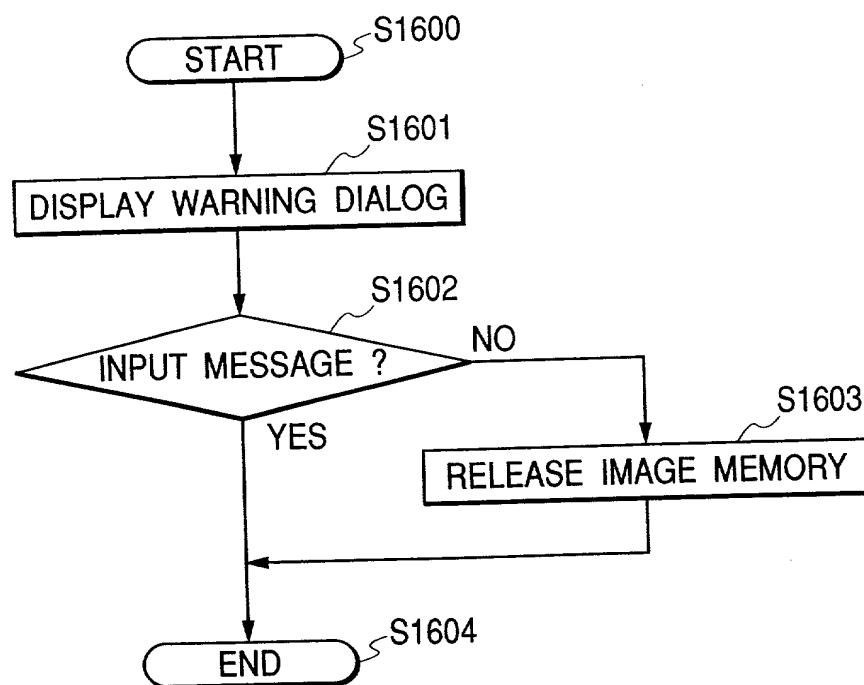 START
S1600
S1601
DISPLAY WARNING DIALOG
S1602
INPUT MESSAGE ?
NO
YES
S1603
RELEASE IMAGE MEMORY
S1604
END